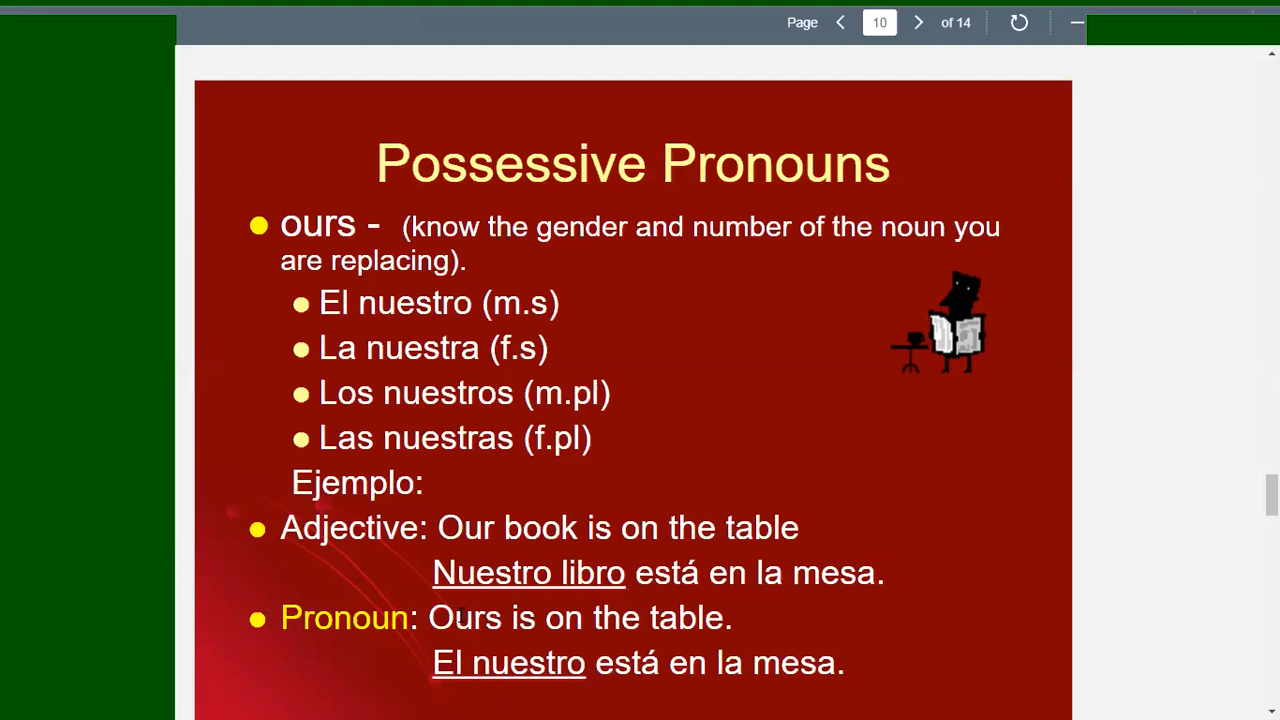 Page 10 of 14
Possessive Pronouns
ours - (know the gender and number of the noun you
are replacing).
El nuestro (m.s)
La nuestra (f.s)
Los nuestros (m.pl)
Las nuestras (f.pl)
Ejemplo:
Adjective: Our book is on the table
Nuestro libro está en la mesa.
Pronoun: Ours is on the table.
El nuestro está en la mesa.